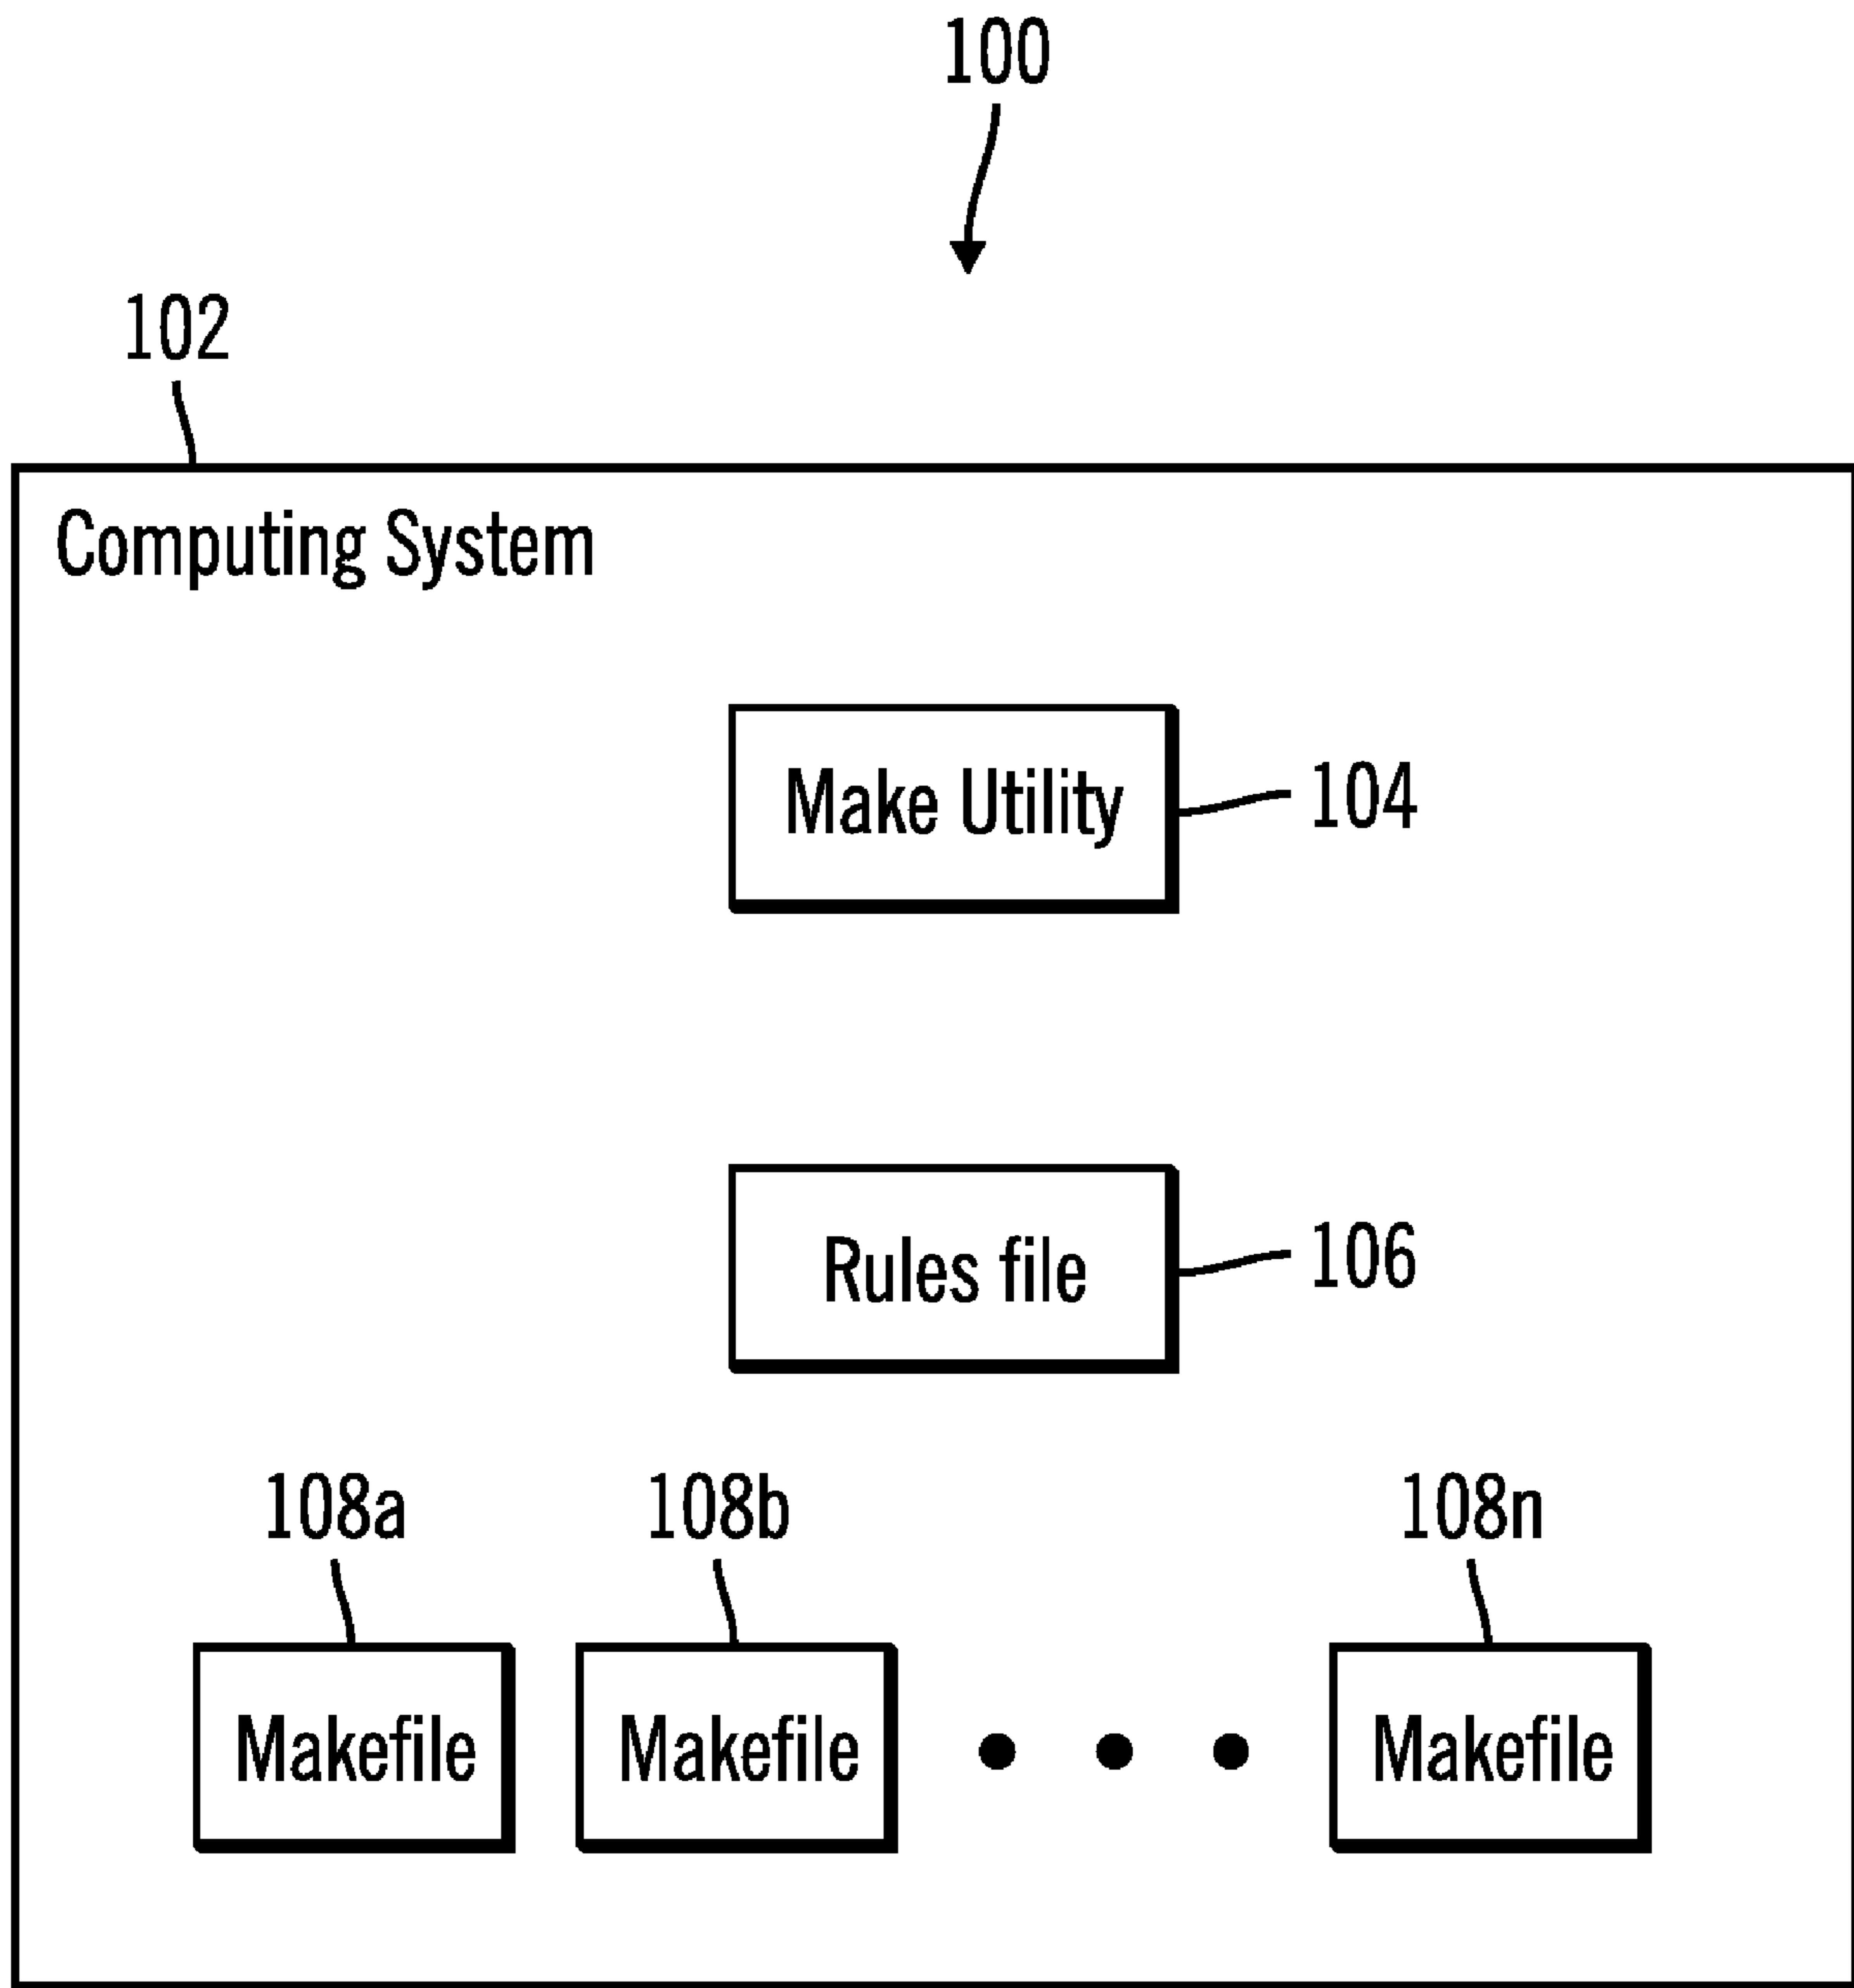 100
102
Computing System
Make Utility
104
Rules file
106
108a
108b
108n
Makefile
Makefile
Makefile